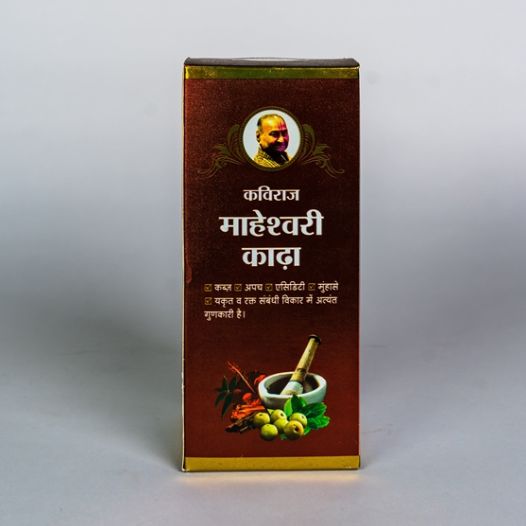 कविराज
माहेश्वरी
काढ़ा
☑ कब्ज़ ☑ अपच ☑ एसिडिटी ☑ मुंहासे
☑ यकृत व रक्त संबंधी विकार में अत्यंत
गुणकारी है।